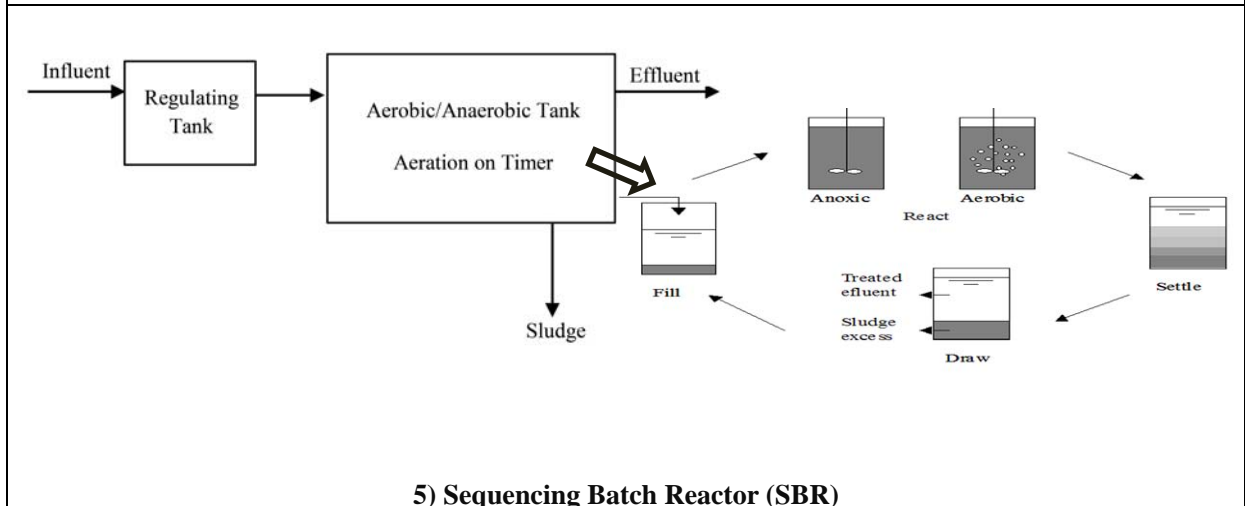 Influent
Regulating
Tank
Aerobic/Anaerobic Tank
Aeration on Timer
Effluent
Sludge
Fill
Anoxic
Aerobic
React
Settle
Treated
efluent
Sludge
excess
Draw
5) Sequencing Batch Reactor (SBR)